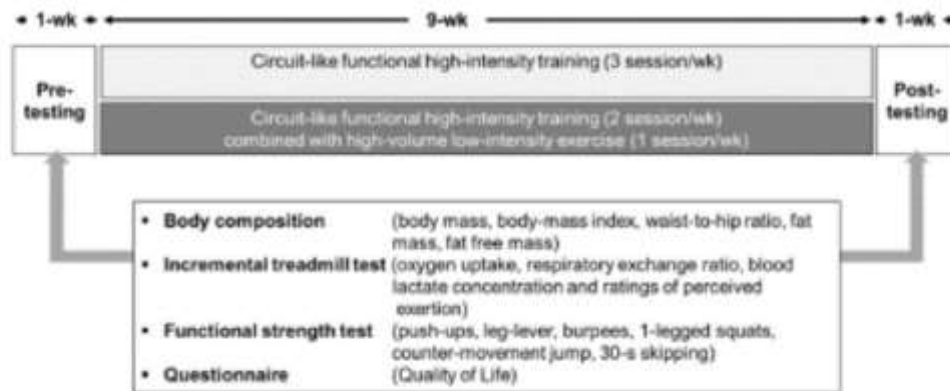 1-wk 9-wk 1-wk
Pre-
testing
Circuit-like functional high-intensity training (3 session/wk)
Circuit-like functional high-intensity training (2 session/wk)
combined with high-volume low-intensity exercise (1 session/wk)
Post-
testing
▪ Body composition (body mass, body-mass index, waist-to-hip ratio, fat
mass, fat free mass)
▪ Incremental treadmill test (oxygen uptake, respiratory exchange ratio, blood
lactate concentration and ratings of perceived
exertion)
▪ Functional strength test (push-ups, leg-lever, burpees, 1-legged squats,
counter-movement jump, 30-s skipping)
▪ Questionnaire (Quality of Life)